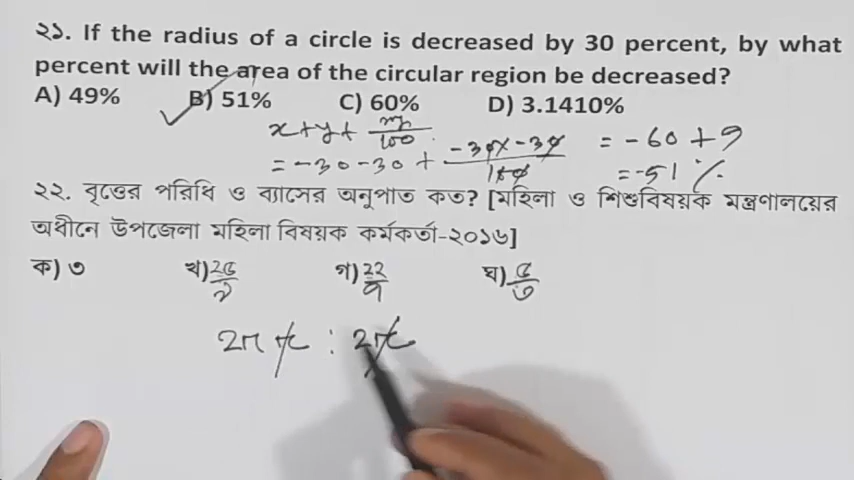 ২১. If the radius of a circle is decreased by 30 percent, by what
percent will the area of the circular region be decreased?
A) 49% B) 51% C) 60% D) 3.1410%
x+y+ xy/100
= -30-30 + -30x-30/100 = -60+9
= -51%
২২. বৃত্তের পরিধি ও ব্যাসের অনুপাত কত? [মহিলা ও শিশুবিষয়ক মন্ত্রণালয়ের
অধীনে উপজেলা মহিলা বিষয়ক কর্মকর্তা-২০১৬]
ক) ৩ খ) ২৫/৯ গ) ২২/৭ ঘ) ৫/৩
2πr : 2r